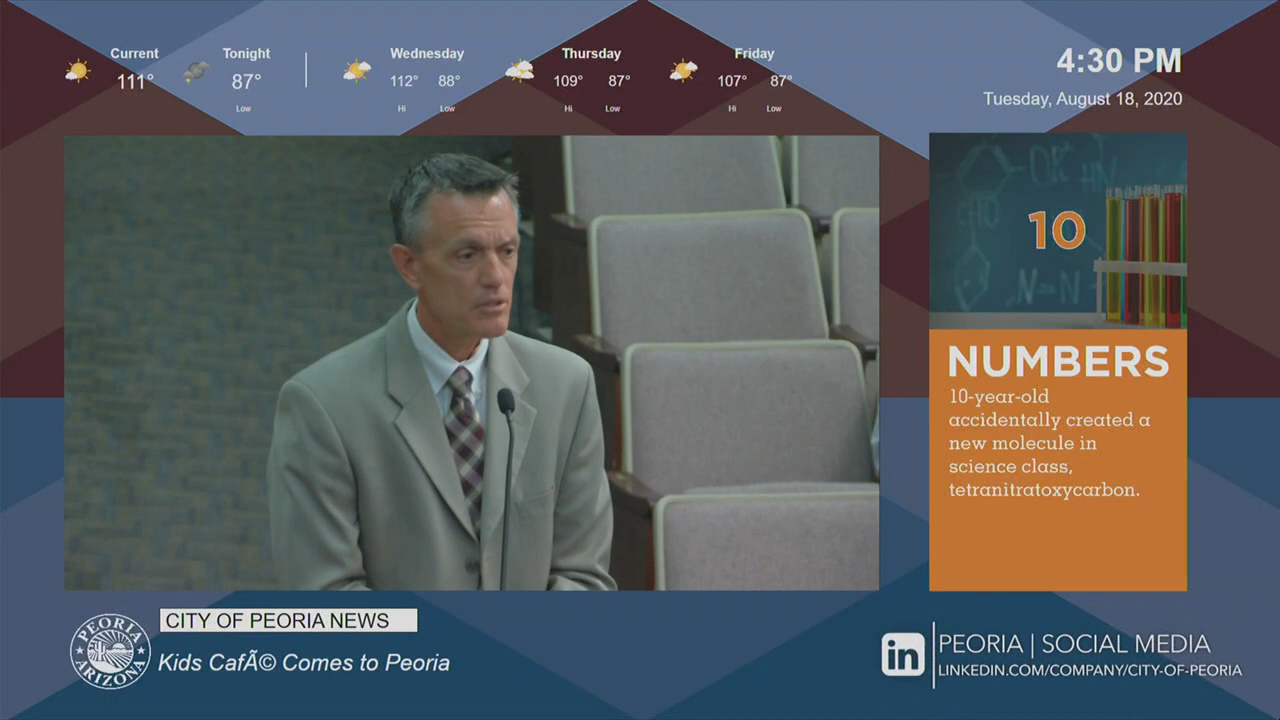 Current
111°
Tonight
87°
Low
Wednesday
112° 88°
Hi Low
Thursday
109° 87°
Hi Low
Friday
107° 87°
Hi Low
4:30 PM
Tuesday, August 18, 2020
10
NUMBERS
10-year-old
accidentally created a
new molecule in
science class,
tetranitratoxycarbon.
CITY OF PEORIA NEWS
Kids CafÃ© Comes to Peoria
PEORIA
ARIZONA
in
PEORIA | SOCIAL MEDIA
LINKEDIN.COM/COMPANY/CITY-OF-PEORIA